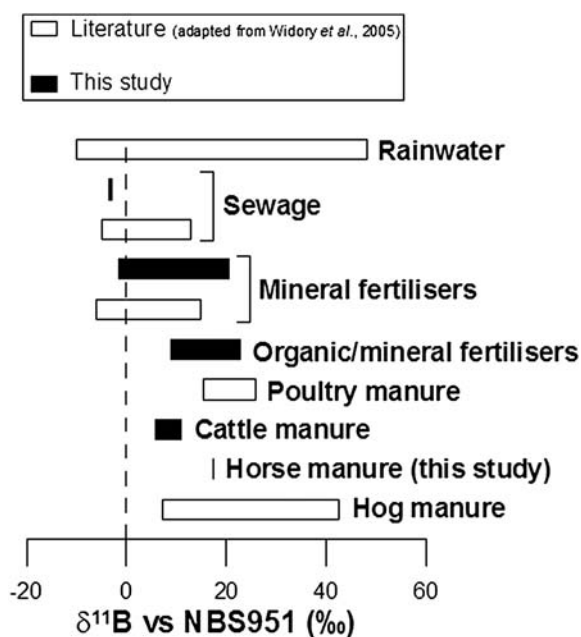 Literature (adapted from Widory et al., 2005)
This study
Rainwater
Sewage
Mineral fertilisers
Organic/mineral fertilisers
Poultry manure
Cattle manure
Horse manure (this study)
Hog manure
-20 0 20 40 60
δ¹¹B vs NBS951 (‰)